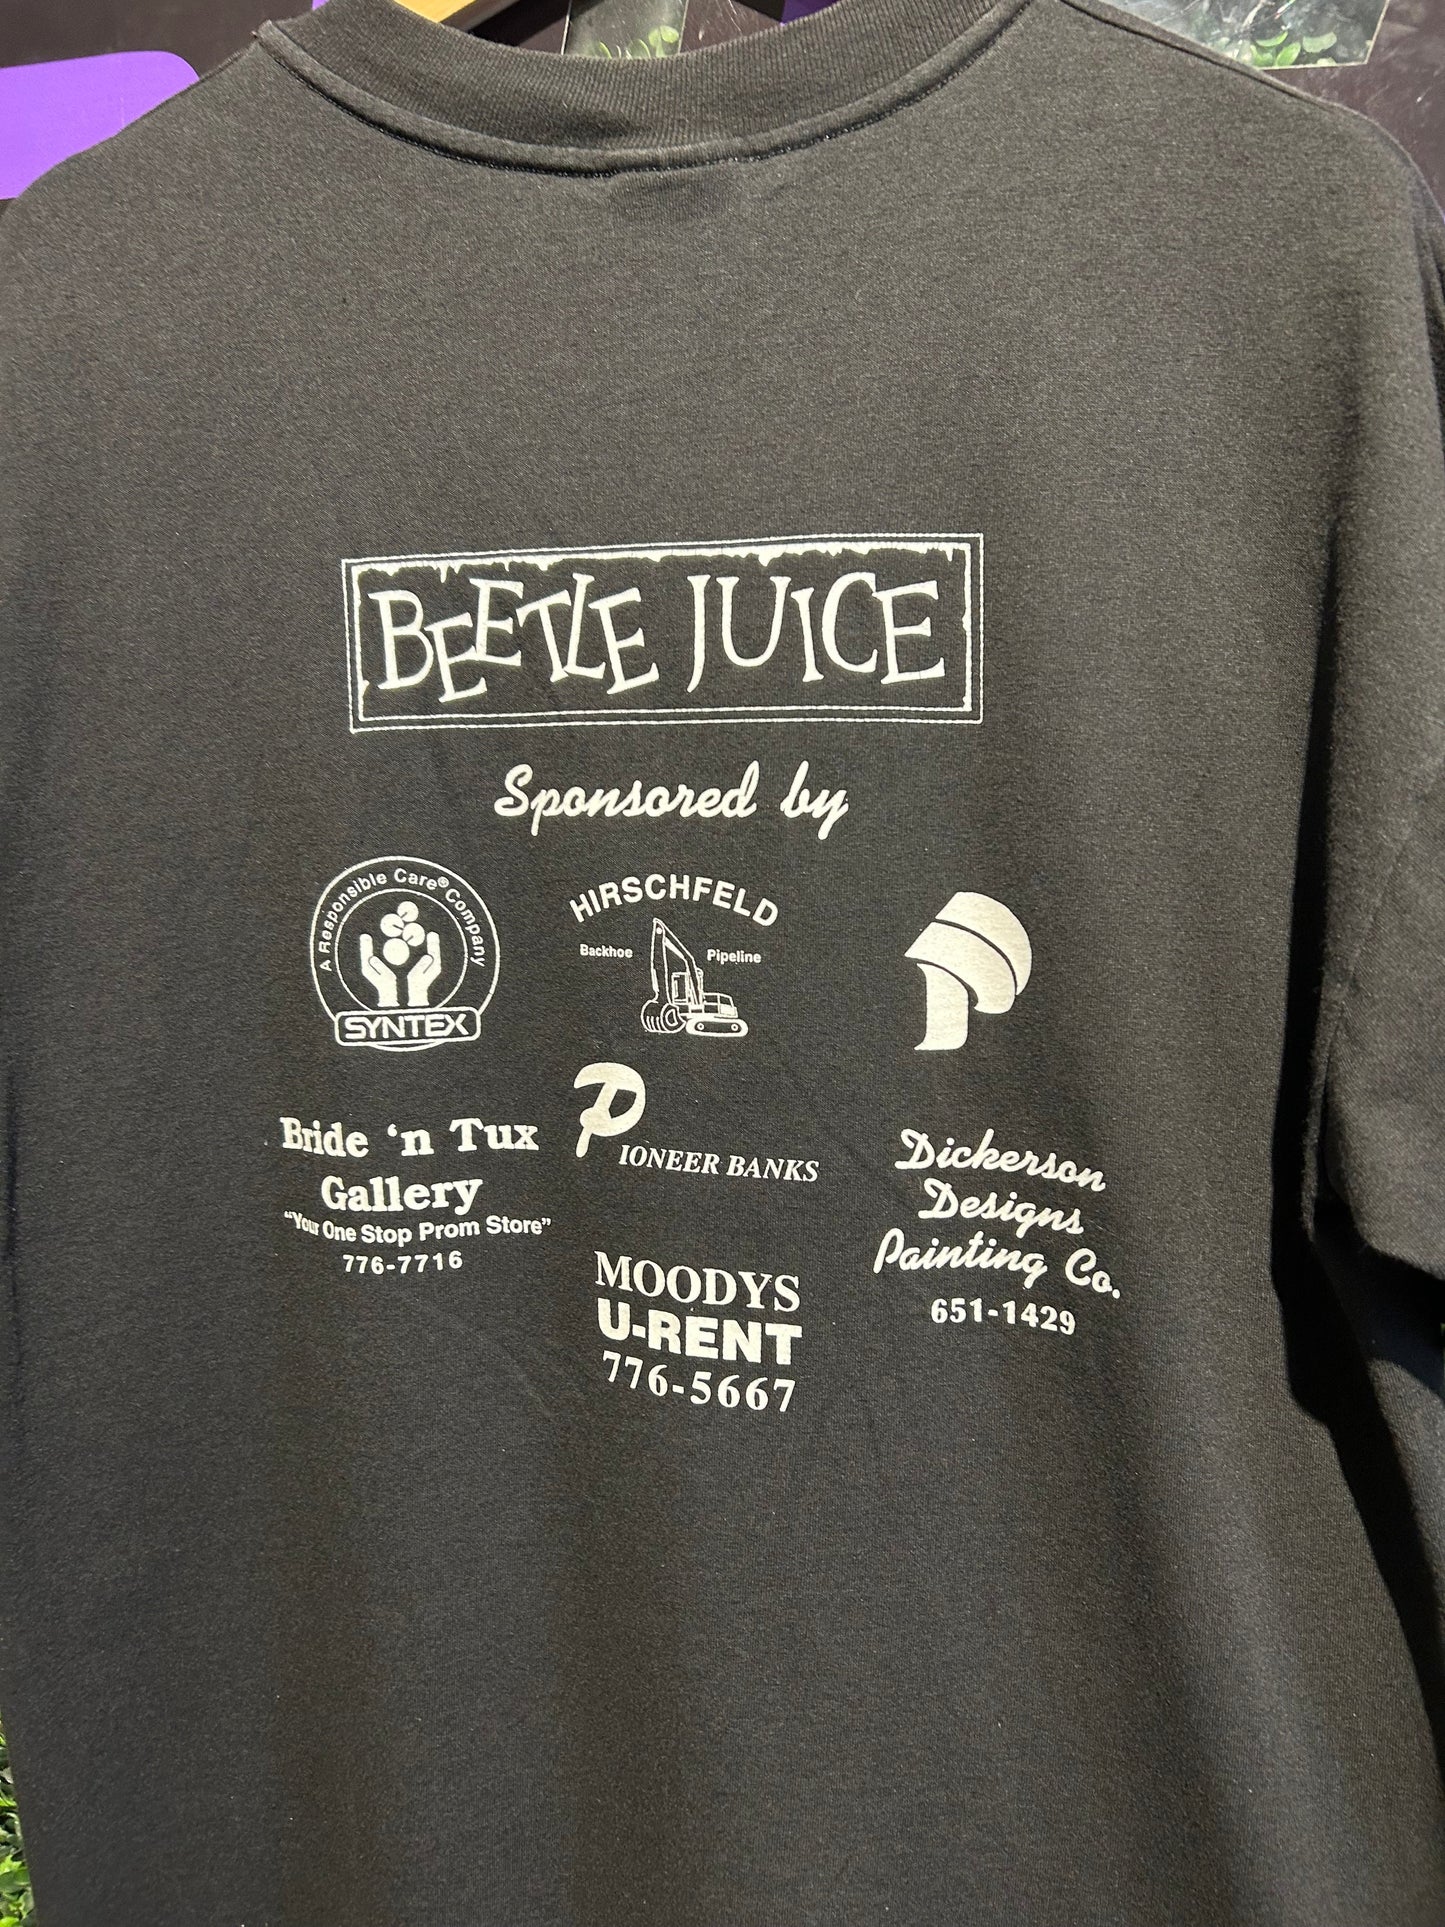 BEETLE JUICE
Sponsored by
A Responsible Care® Company
SYNTEX
HIRSCHFELD
Backhoe Pipeline
PIONEER BANKS
Bride 'n Tux
Gallery
"Your One Stop Prom Store"
776-7716
MOODYS
U-RENT
776-5667
P
Dickerson
Designs
Painting Co.
651-1429